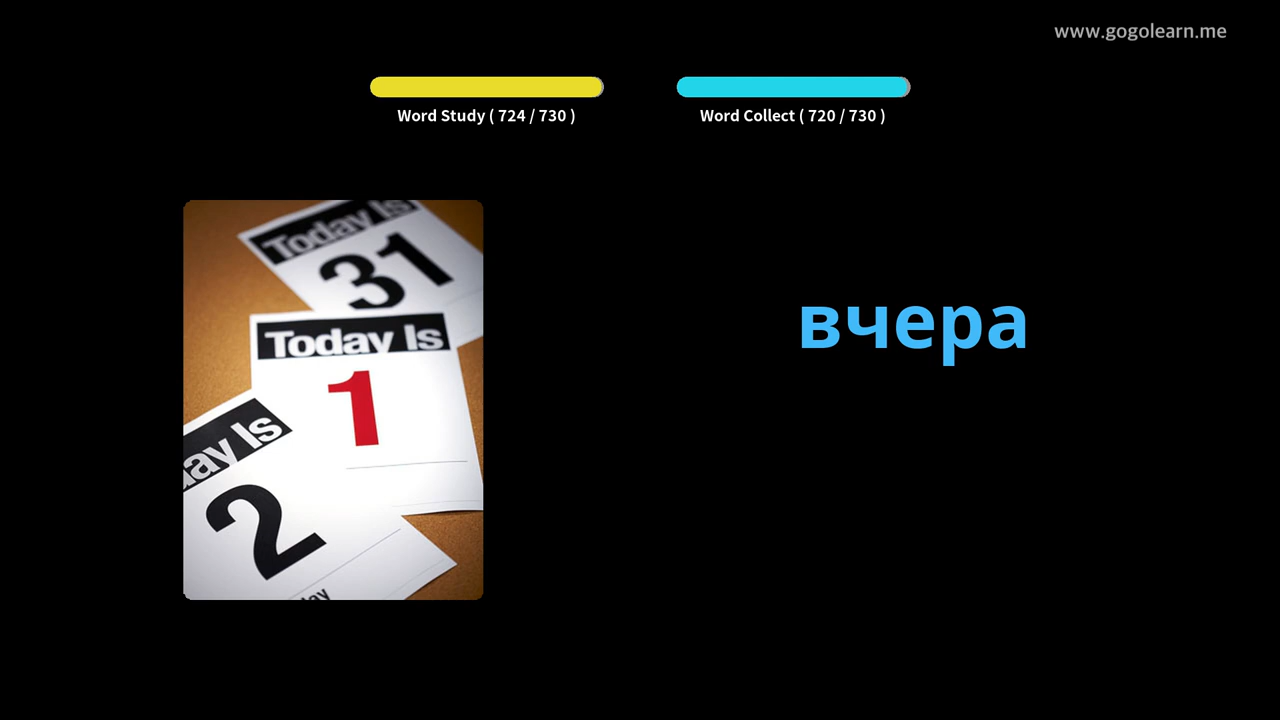 www.gogolearn.me
Word Study ( 724 / 730 )
Word Collect ( 720 / 730 )
Today Is
31
Today Is
1
вчера
ay Is
2
ay